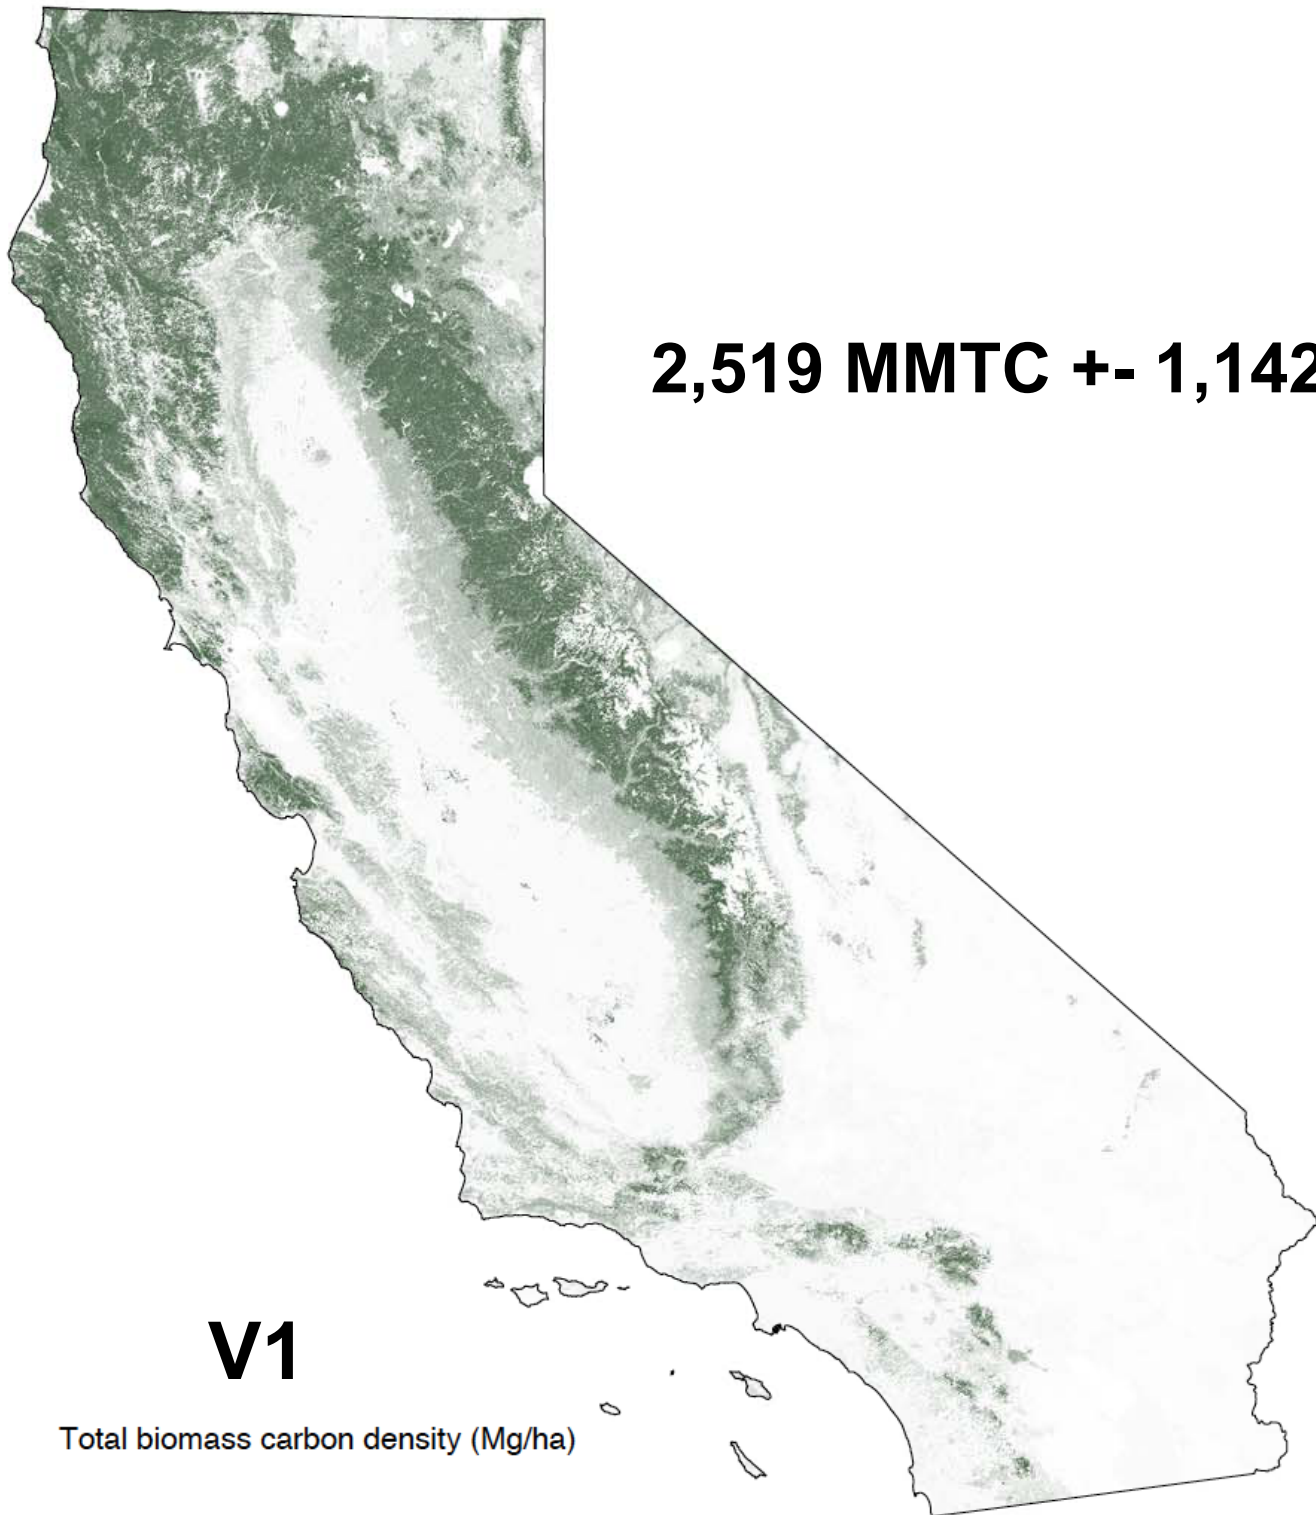 2,519 MMTC +- 1,142
V1
Total biomass carbon density (Mg/ha)